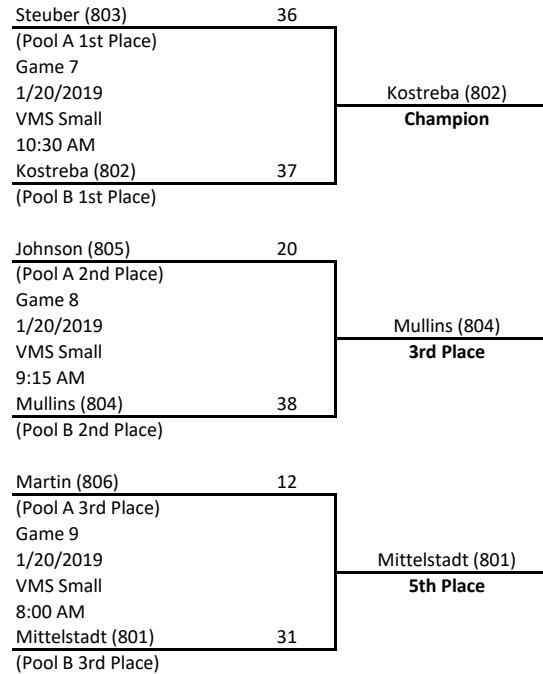 Steuber (803) 36
(Pool A 1st Place)
Game 7
1/20/2019 Kostreba (802)
VMS Small Champion
10:30 AM
Kostreba (802) 37
(Pool B 1st Place)
Johnson (805) 20
(Pool A 2nd Place)
Game 8
1/20/2019 Mullins (804)
VMS Small 3rd Place
9:15 AM
Mullins (804) 38
(Pool B 2nd Place)
Martin (806) 12
(Pool A 3rd Place)
Game 9
1/20/2019 Mittelstadt (801)
VMS Small 5th Place
8:00 AM
Mittelstadt (801) 31
(Pool B 3rd Place)